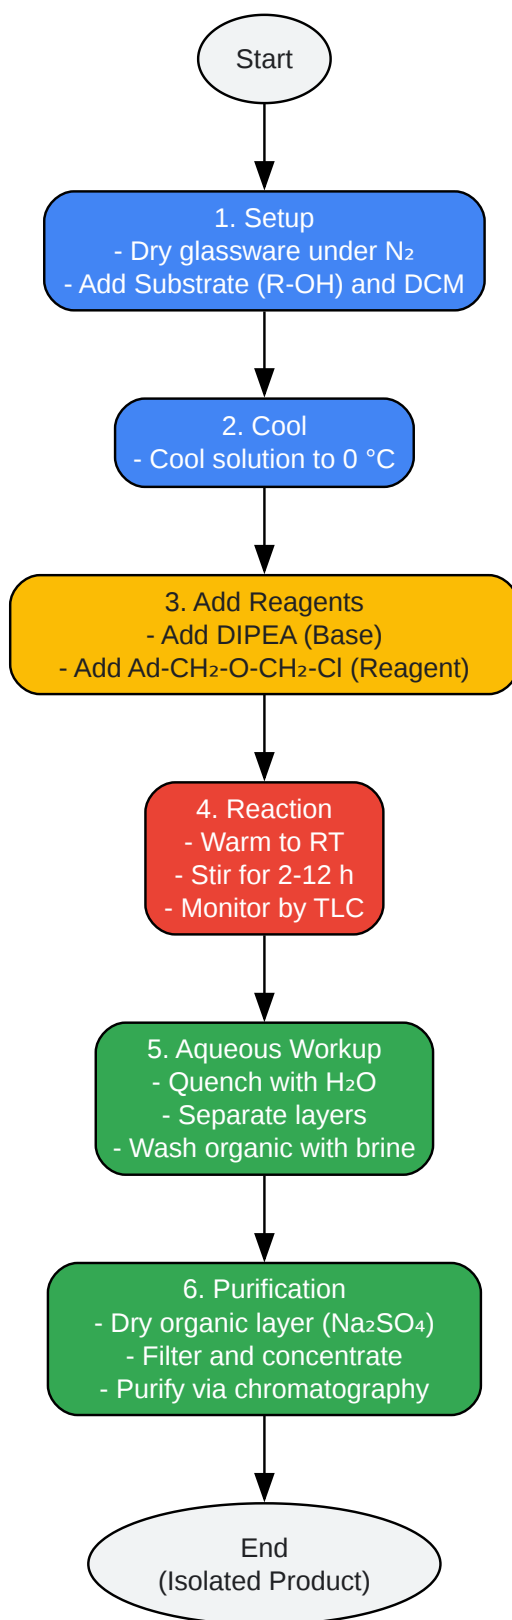 Start
1. Setup
- Dry glassware under N₂
- Add Substrate (R-OH) and DCM
2. Cool
- Cool solution to 0 °C
3. Add Reagents
- Add DIPEA (Base)
- Add Ad-CH₂-O-CH₂-Cl (Reagent)
4. Reaction
- Warm to RT
- Stir for 2-12 h
- Monitor by TLC
5. Aqueous Workup
- Quench with H₂O
- Separate layers
- Wash organic with brine
6. Purification
- Dry organic layer (Na₂SO₄)
- Filter and concentrate
- Purify via chromatography
End
(Isolated Product)